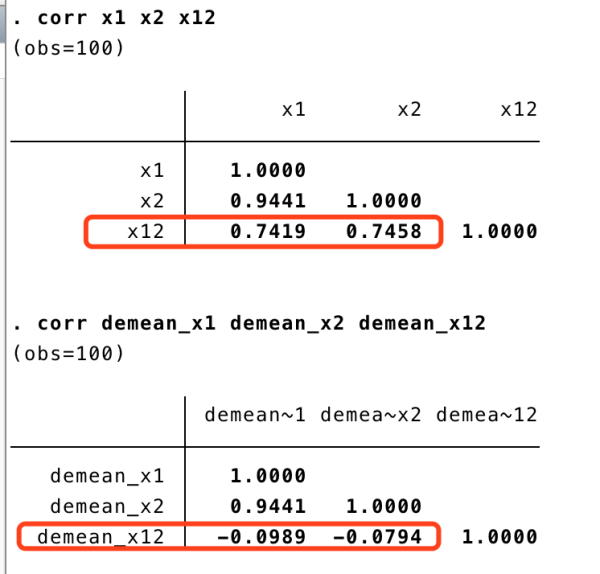 . corr x1 x2 x12
(obs=100)
x1 x2 x12
x1 1.0000
x2 0.9441 1.0000
x12 0.7419 0.7458 1.0000
. corr demean_x1 demean_x2 demean_x12
(obs=100)
demean~1 demea~x2 demea~12
demean_x1 1.0000
demean_x2 0.9441 1.0000
demean_x12 -0.0989 -0.0794 1.0000